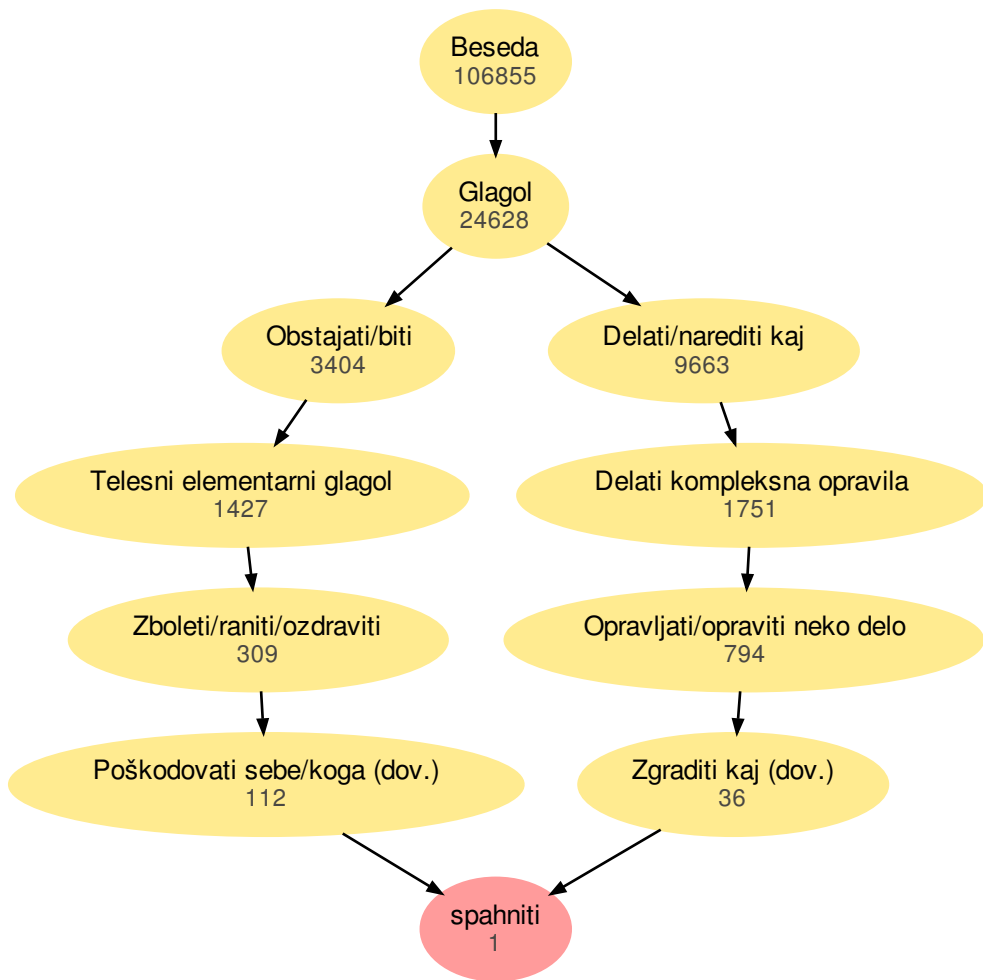 Beseda
106855
Glagol
24628
Obstajati/biti
3404
Delati/narediti kaj
9663
Telesni elementarni glagol
1427
Delati kompleksna opravila
1751
Zboleti/raniti/ozdraviti
309
Opravljati/opraviti neko delo
794
Poškodovati sebe/koga (dov.)
112
Zgraditi kaj (dov.)
36
spahniti
1